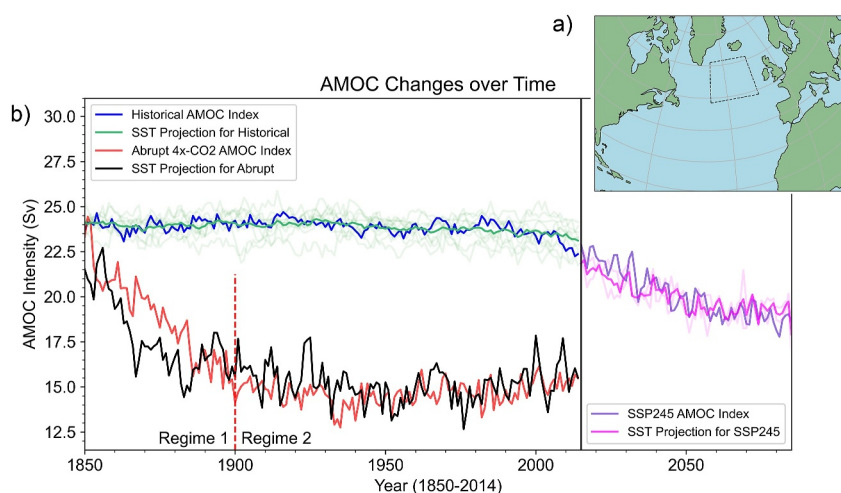 a)
AMOC Changes over Time
b)
Historical AMOC Index
SST Projection for Historical
Abrupt 4x-CO2 AMOC Index
SST Projection for Abrupt
AMOC Intensity (Sv)
30.0
27.5
25.0
22.5
20.0
17.5
15.0
12.5
Regime 1
Regime 2
SSP245 AMOC Index
SST Projection for SSP245
1850
1900
1950
2000
2050
Year (1850-2014)